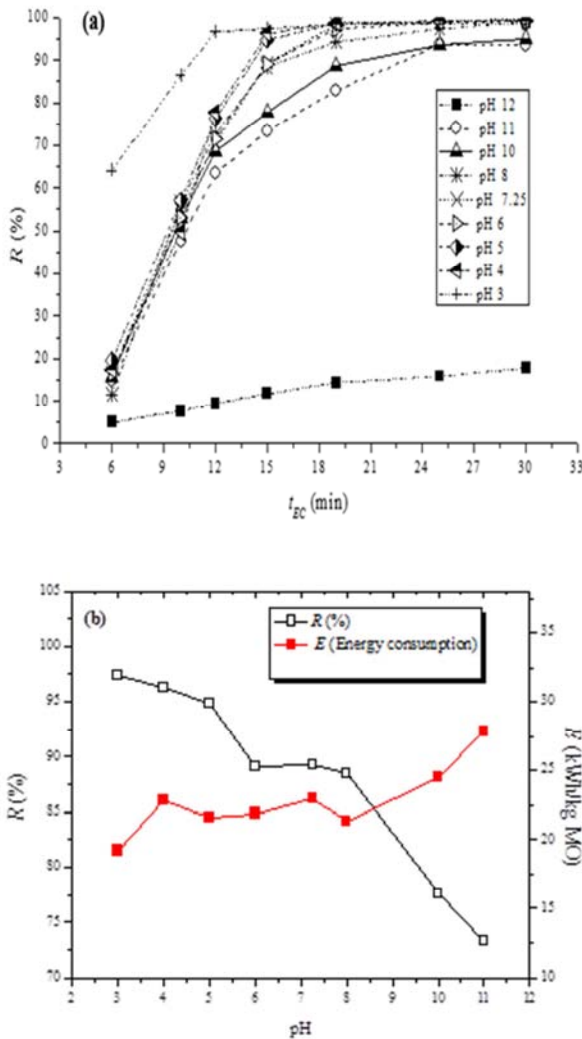 (a)
100
90
80
70
60
50
40
30
20
10
0
R (%)
pH 12
pH 11
pH 10
pH 8
pH 7.25
pH 6
pH 5
pH 4
pH 3
3 6 9 12 15 18 21 24 27 30 33
t_EC (min)
(b)
R (%)
E (Energy consumption)
105
100
95
90
85
80
75
70
R (%)
35
30
25
20
15
10
E (kWh/kg MO)
2 3 4 5 6 7 8 9 10 11 12
pH